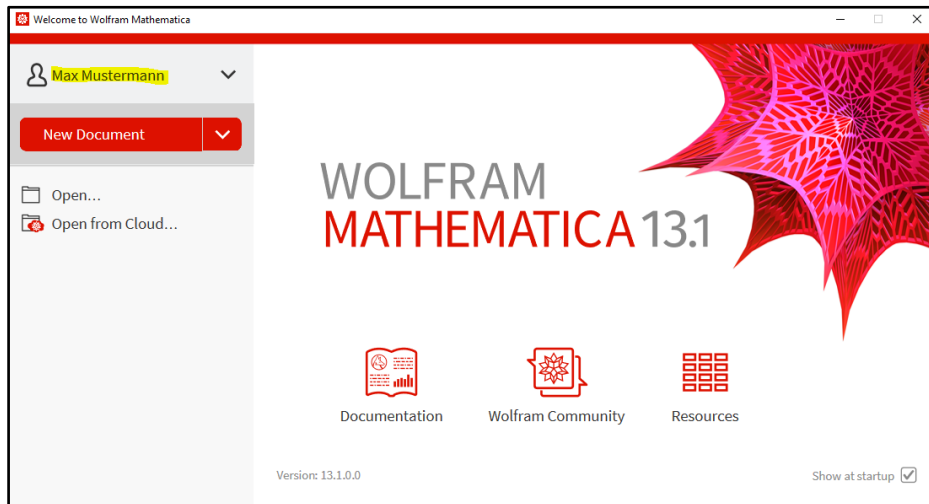 Welcome to Wolfram Mathematica
Max Mustermann
New Document
Open...
Open from Cloud...
WOLFRAM
MATHEMATICA 13.1
Documentation
Wolfram Community
Resources
Version: 13.1.0.0
Show at startup